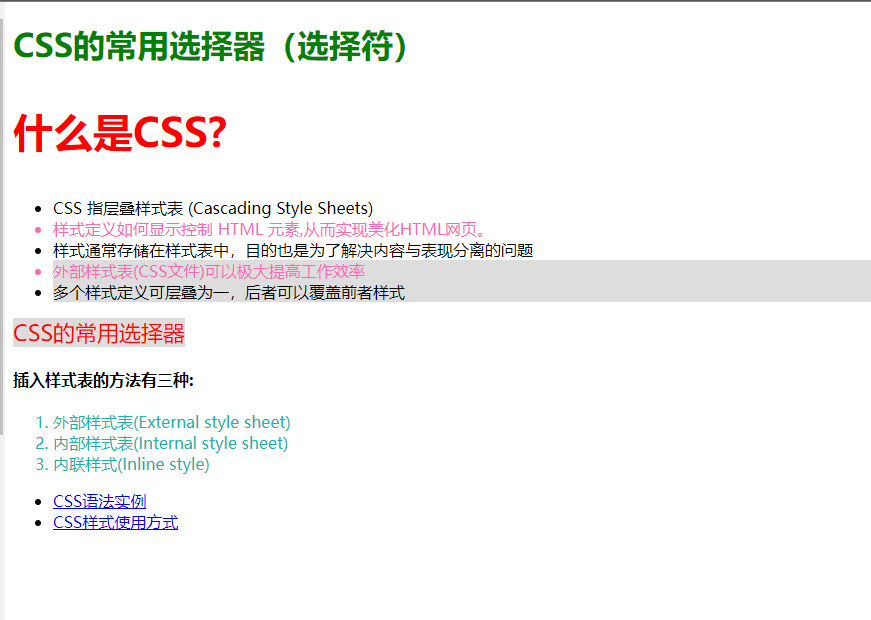 CSS的常用选择器（选择符）
什么是CSS?
CSS 指层叠样式表 (Cascading Style Sheets)
样式定义如何显示控制 HTML 元素,从而实现美化HTML网页。
样式通常存储在样式表中，目的也是为了解决内容与表现分离的问题
外部样式表(CSS文件)可以极大提高工作效率
多个样式定义可层叠为一，后者可以覆盖前者样式
CSS的常用选择器
插入样式表的方法有三种:
1. 外部样式表(External style sheet)
2. 内部样式表(Internal style sheet)
3. 内联样式(Inline style)
CSS语法实例
CSS样式使用方式